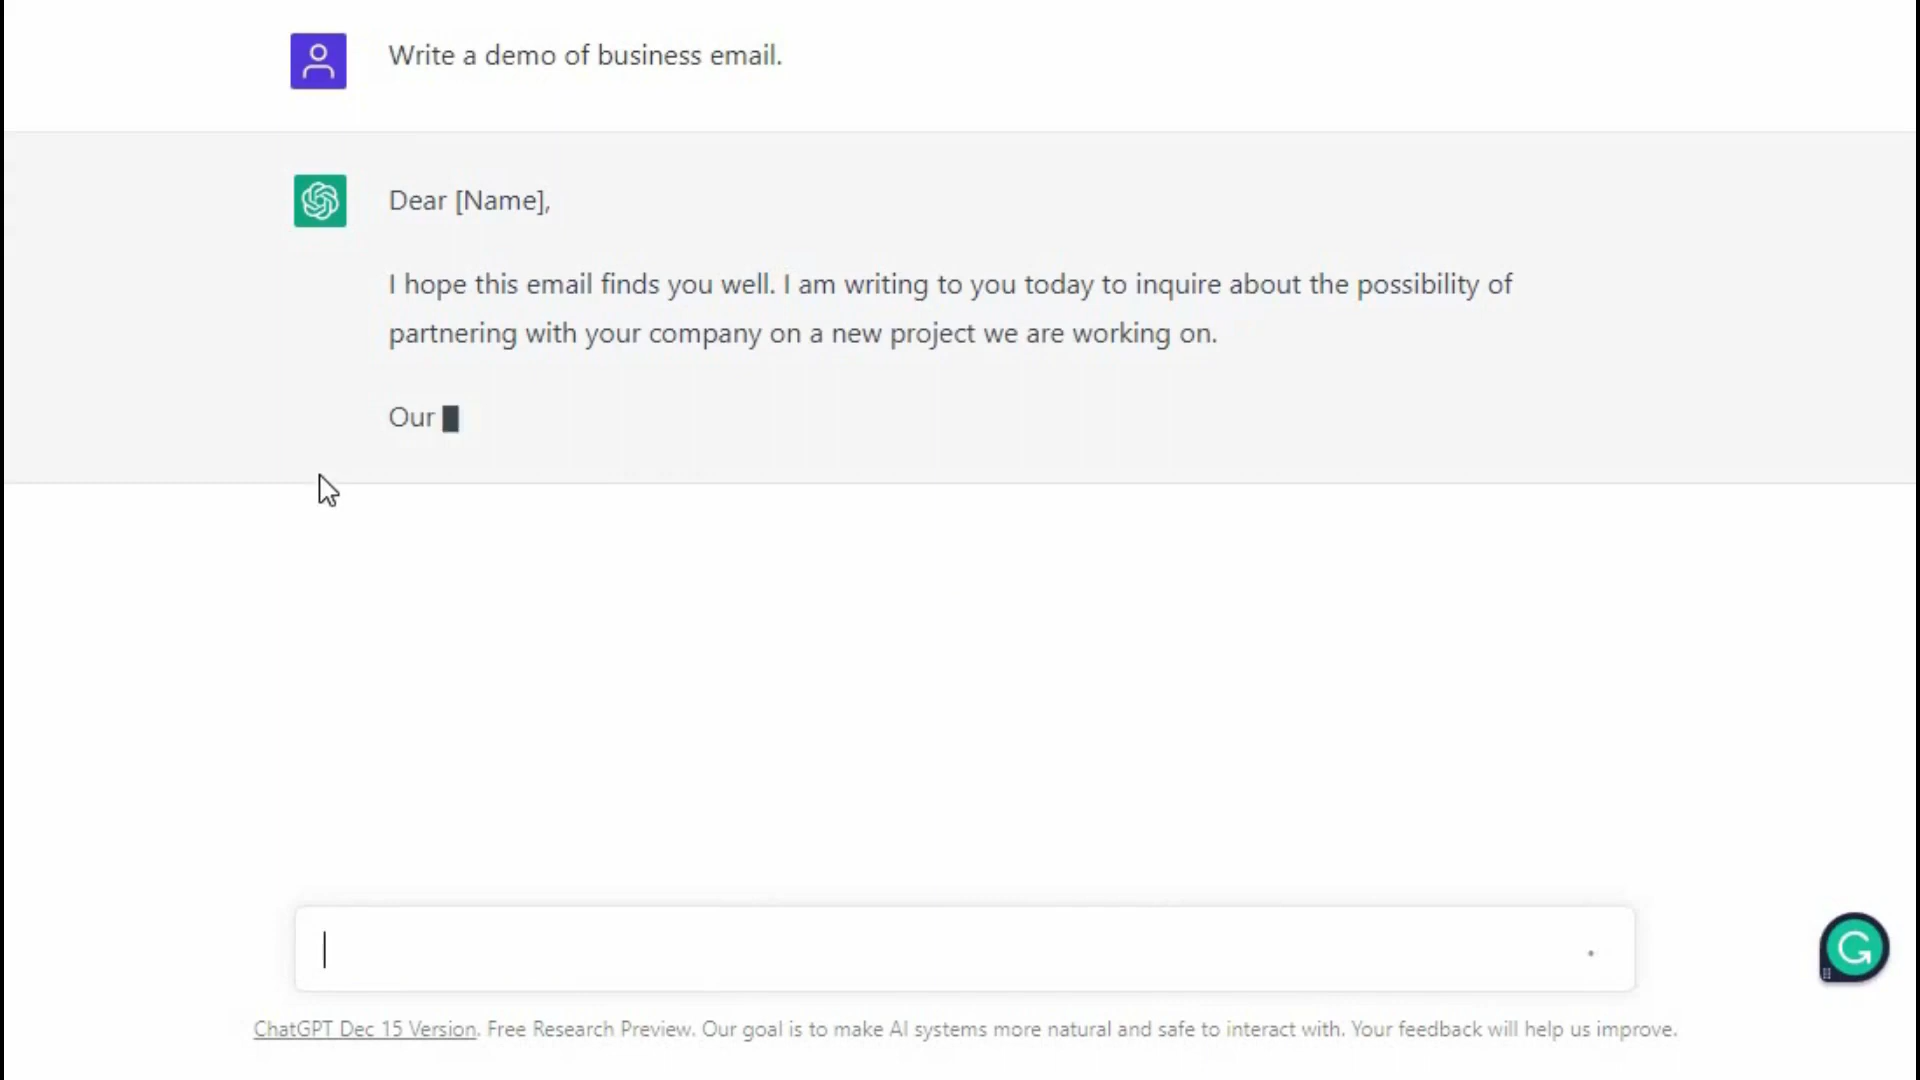 Write a demo of business email.
Dear [Name],
I hope this email finds you well. I am writing to you today to inquire about the possibility of
partnering with your company on a new project we are working on.
Our
ChatGPT Dec 15 Version. Free Research Preview. Our goal is to make AI systems more natural and safe to interact with. Your feedback will help us improve.